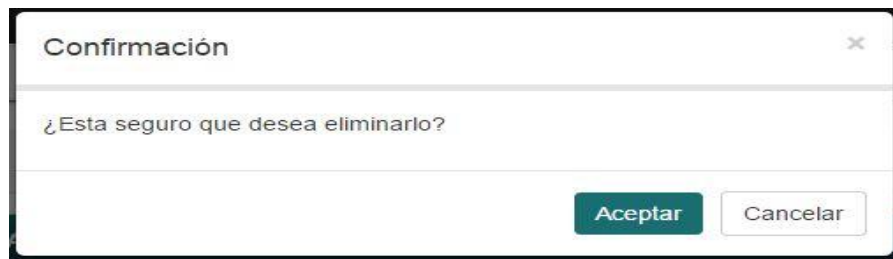 Confirmación ×
¿Esta seguro que desea eliminarlo?
Aceptar Cancelar